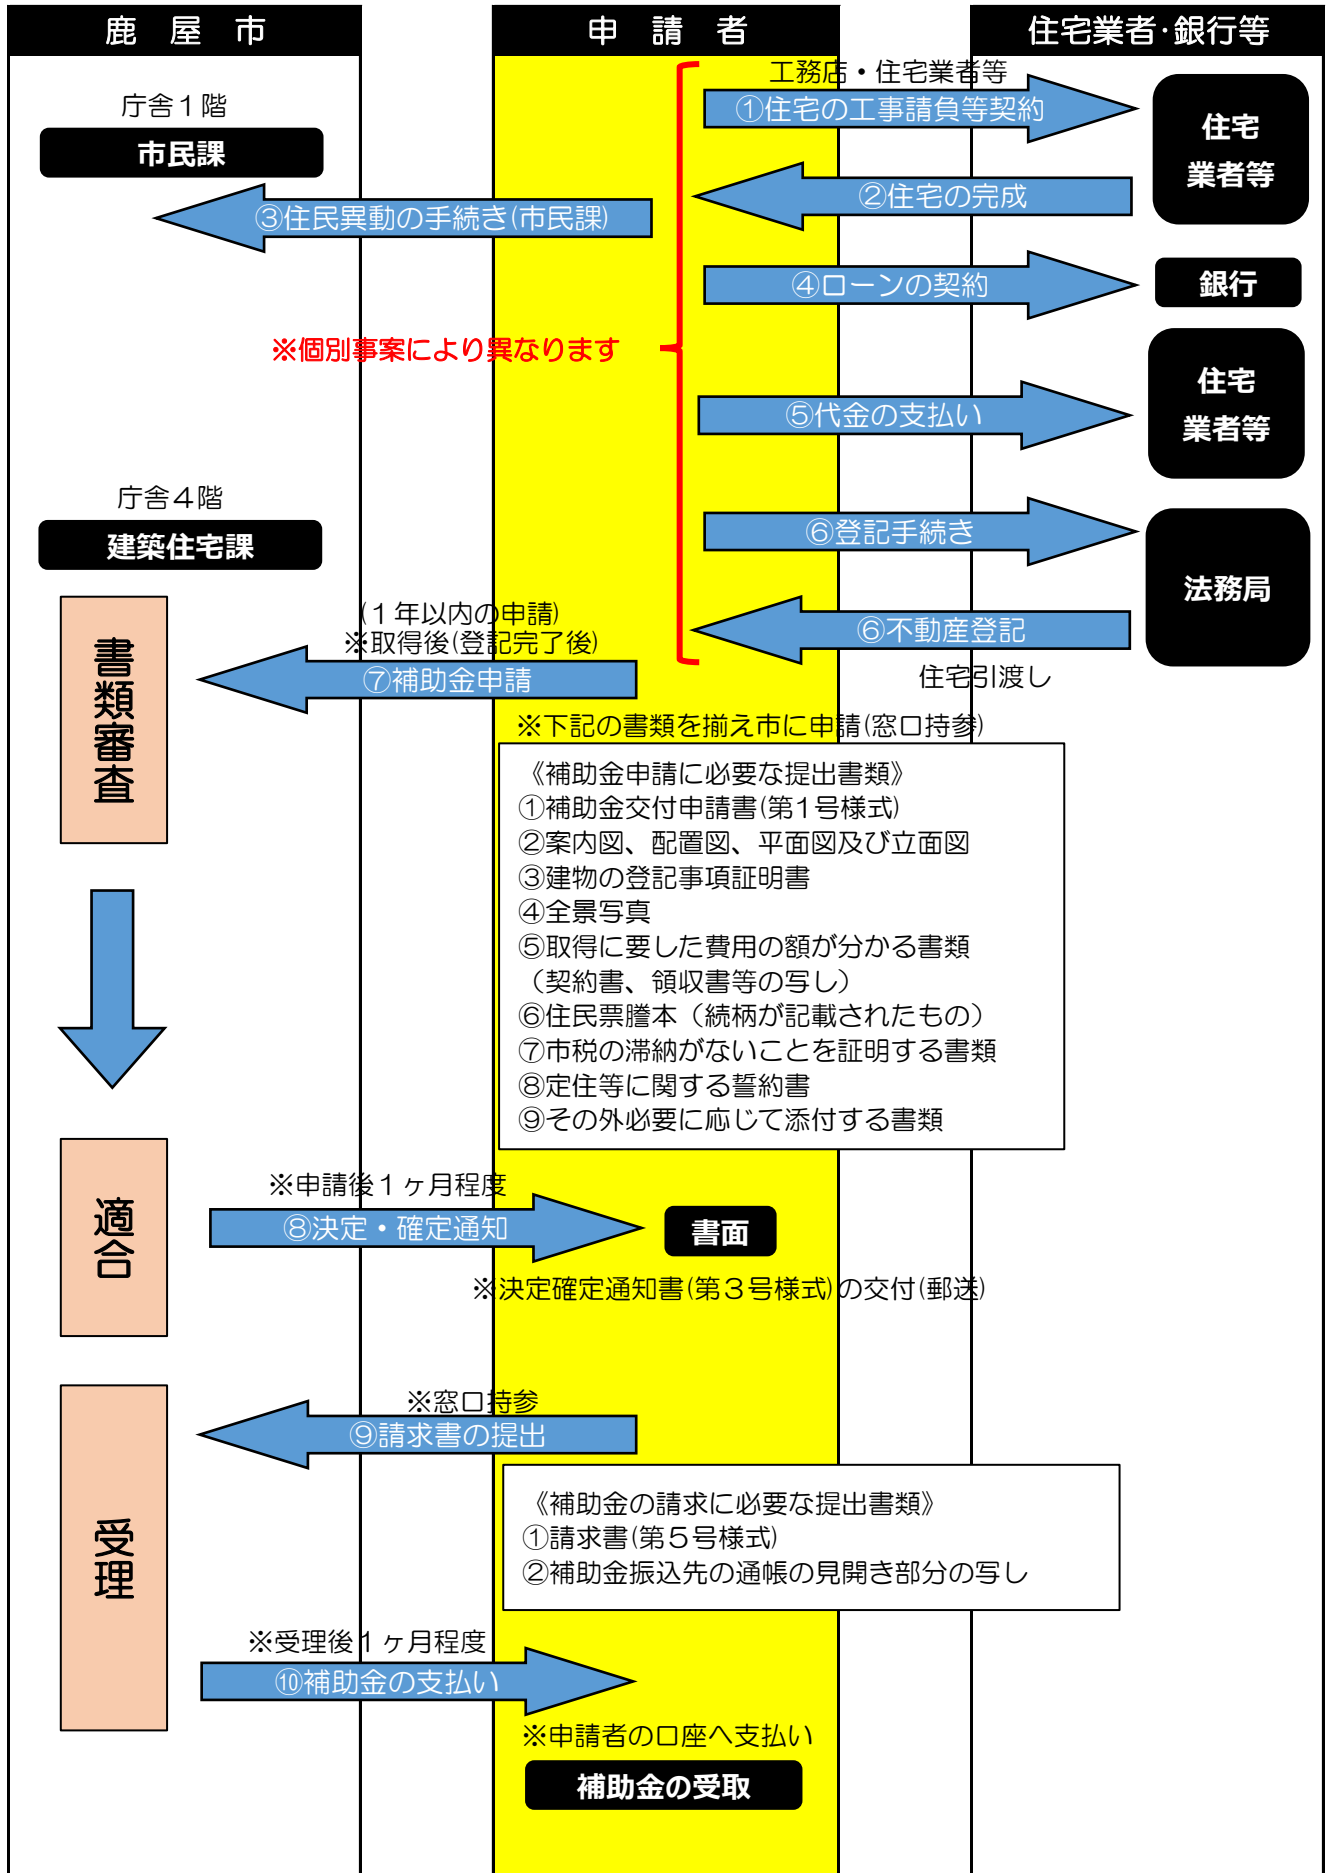 鹿屋市
申請者
住宅業者・銀行等
工務店・住宅業者等
庁舎1階
市民課
①住宅の工事請負等契約
住宅
業者等
②住宅の完成
③住民異動の手続き(市民課)
④ローンの契約
銀行
※個別事案により異なります
住宅
業者等
⑤代金の支払い
庁舎4階
建築住宅課
⑥登記手続き
法務局
(1年以内の申請)
※取得後(登記完了後)
⑥不動産登記
⑦補助金申請
住宅引渡し
書類審査
※下記の書類を揃え市に申請(窓口持参)
《補助金申請に必要な提出書類》
①補助金交付申請書(第1号様式)
②案内図、配置図、平面図及び立面図
③建物の登記事項証明書
④全景写真
⑤取得に要した費用の額が分かる書類
(契約書、領収書等の写し)
⑥住民票謄本(続柄が記載されたもの)
⑦市税の滞納がないことを証明する書類
⑧定住等に関する誓約書
⑨その外必要に応じて添付する書類
適合
※申請後1ヶ月程度
⑧決定・確定通知
書面
※決定確定通知書(第3号様式)の交付(郵送)
受理
※窓口持参
⑨請求書の提出
《補助金の請求に必要な提出書類》
①請求書(第5号様式)
②補助金振込先の通帳の見開き部分の写し
※受理後1ヶ月程度
⑩補助金の支払い
※申請者の口座へ支払い
補助金の受取